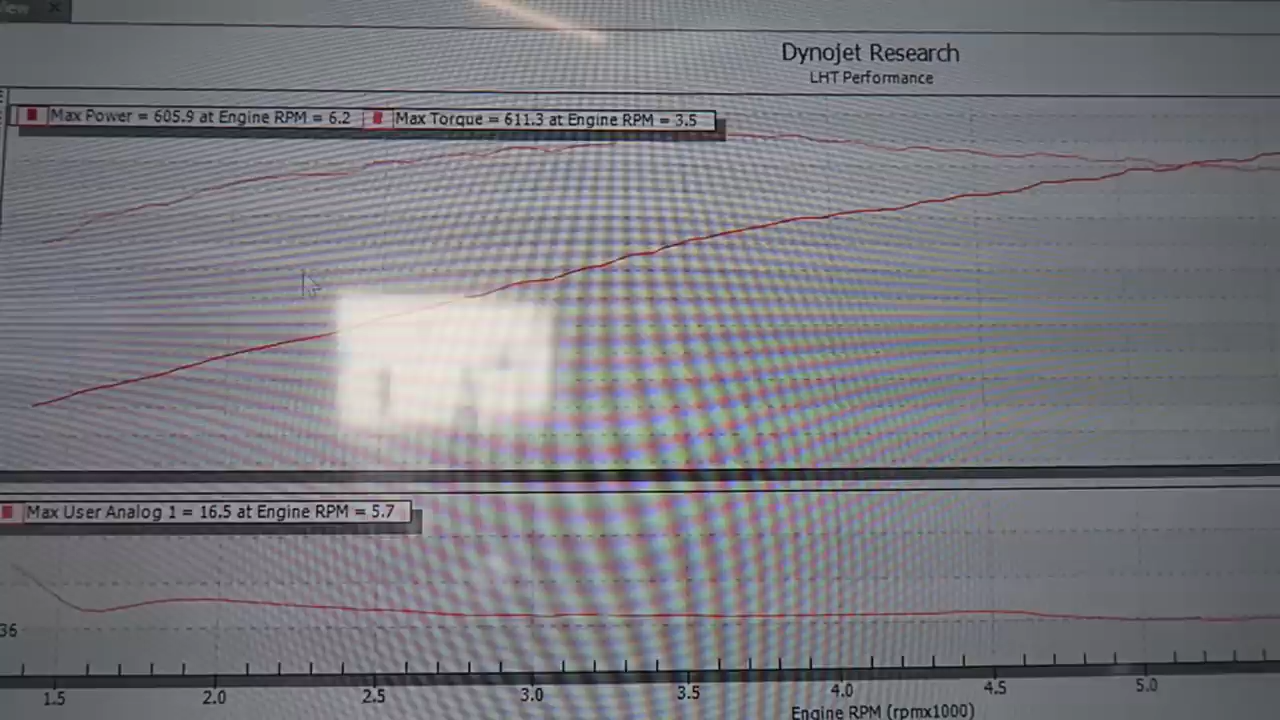 Dynojet Research
LHT Performance
Max Power = 605.9 at Engine RPM = 6.2 Max Torque = 611.3 at Engine RPM = 3.5
Max User Analog 1 = 16.5 at Engine RPM = 5.7
36
1.5 2.0 2.5 3.0 3.5 4.0 4.5 5.0
Engine RPM (rpmx1000)